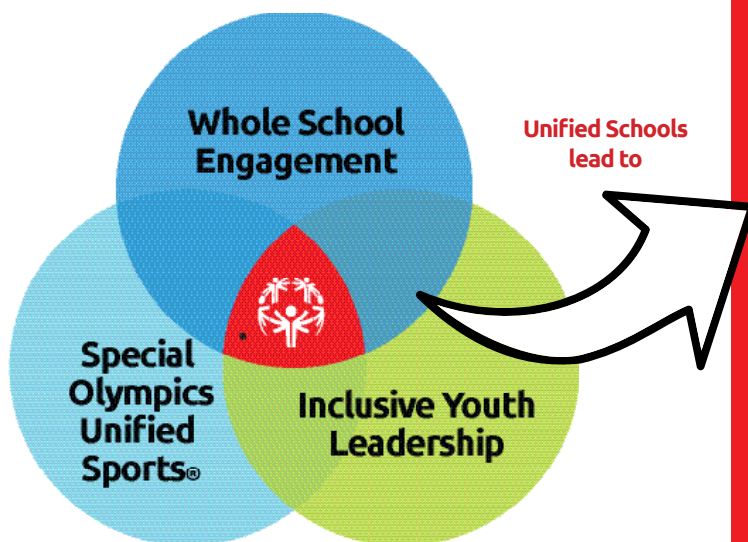 Whole School
Engagement
Unified Schools
lead to
Special
Olympics
Unified
Sports®
Inclusive Youth
Leadership